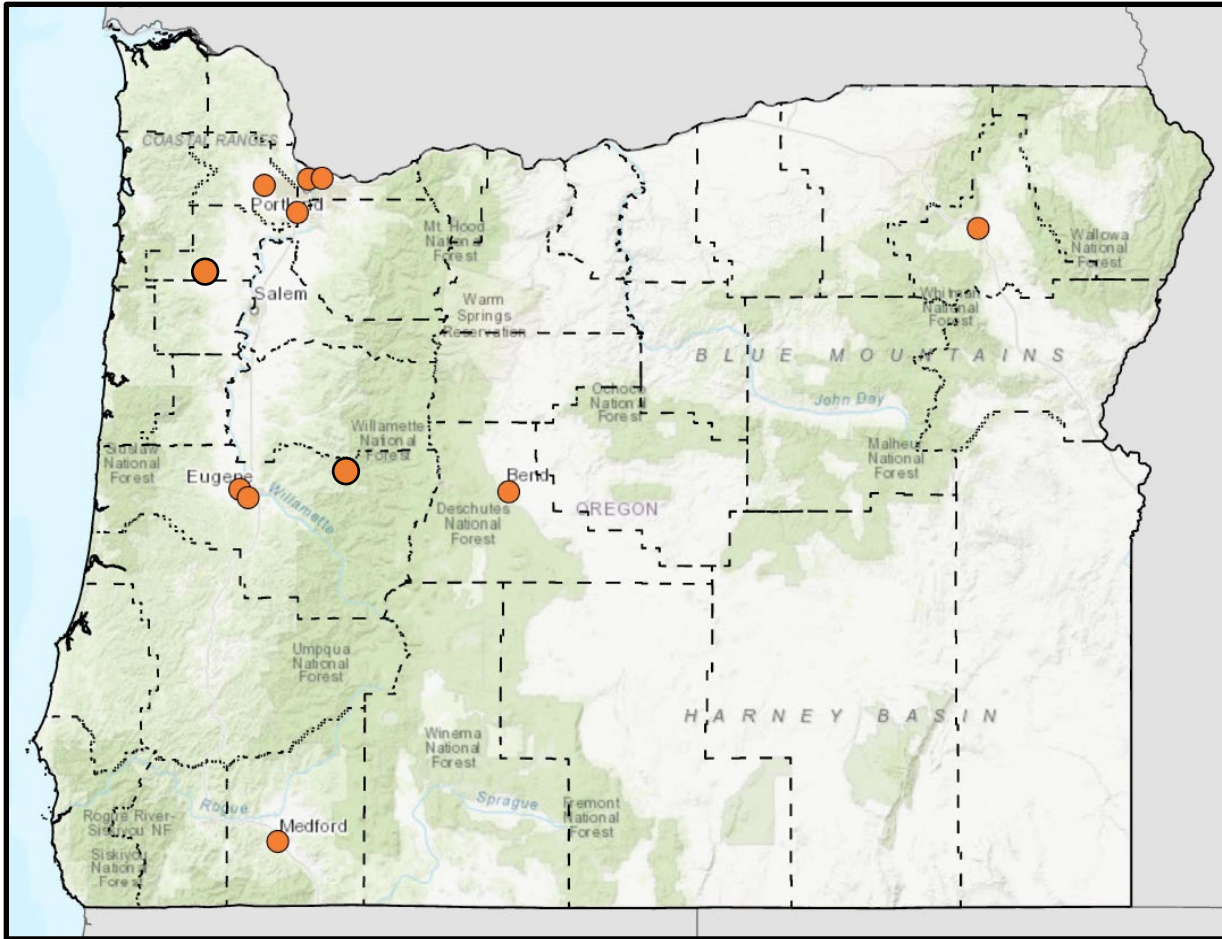 COASTAL RANGES
Portland
Mt. Hood
National
Forest
Wallowa
National
Forest
Salem
Warm
Springs
Reservation
Whitman
National
Forest
BLUE MOUNTAINS
Ochoco
National
Forest
John Day
Willamette
National
Forest
Malheur
National
Forest
Siuslaw
National
Forest
Eugene
Willamette
Bend
Deschutes
National
Forest
OREGON
Umpqua
National
Forest
HARNEY BASIN
Winema
National
Forest
Rogue
Sprague
Fremont
National
Forest
Rogue River-
Siskiyou NF
Medford
Siskiyou
National
Forest